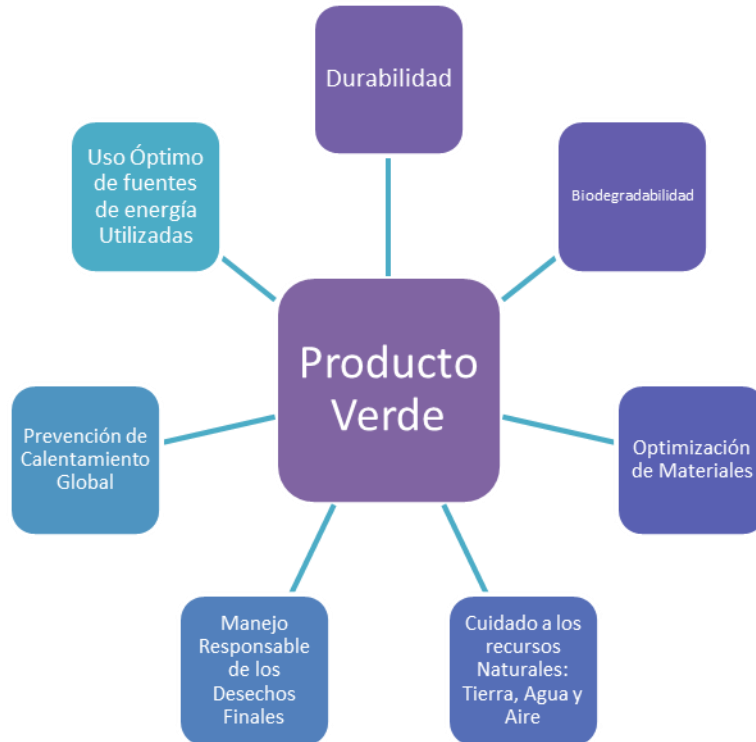 Durabilidad
Uso Óptimo
de fuentes
de energía
Utilizadas
Biodegradabilidad
Producto
Verde
Prevención de
Calentamiento
Global
Optimización
de Materiales
Manejo
Responsable
de los
Desechos
Finales
Cuidado a los
recursos
Naturales:
Tierra, Agua y
Aire